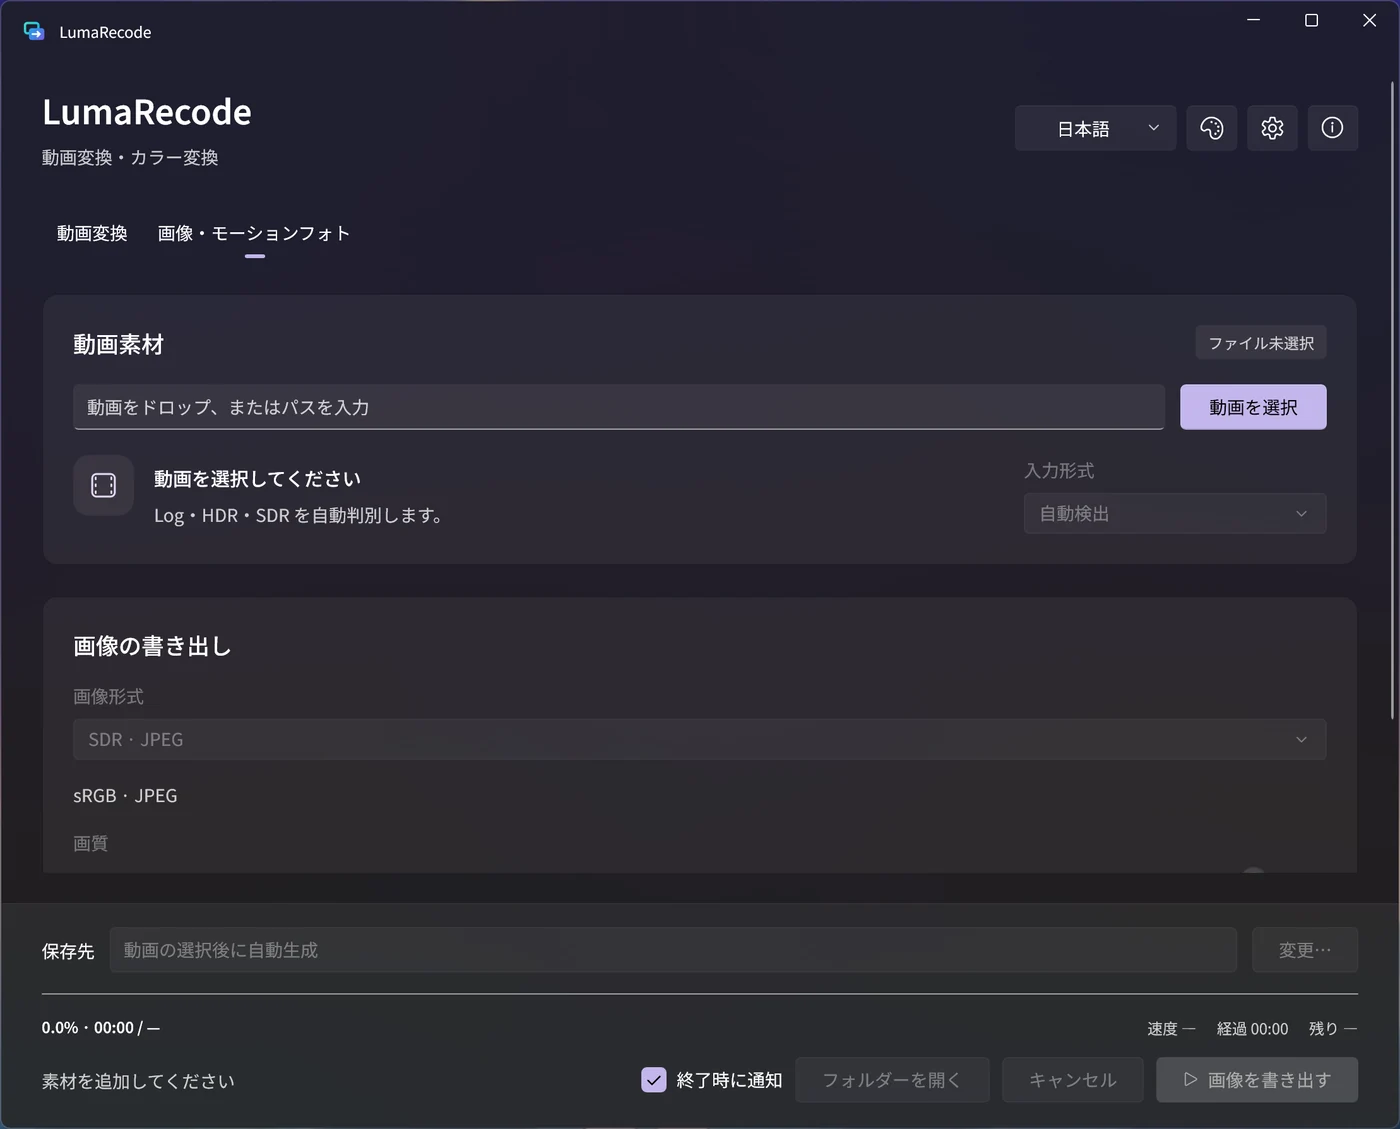 LumaRecode
LumaRecode
日本語
動画変換・カラー変換
動画変換 画像・モーションフォト
動画素材
ファイル未選択
動画をドロップ、またはパスを入力
動画を選択
動画を選択してください
Log・HDR・SDR を自動判別します。
入力形式
自動検出
画像の書き出し
画像形式
SDR · JPEG
sRGB · JPEG
画質
保存先
動画の選択後に自動生成
変更…
0.0% · 00:00 / —
速度 — 経過 00:00 残り —
素材を追加してください
終了時に通知
フォルダーを開く
キャンセル
画像を書き出す